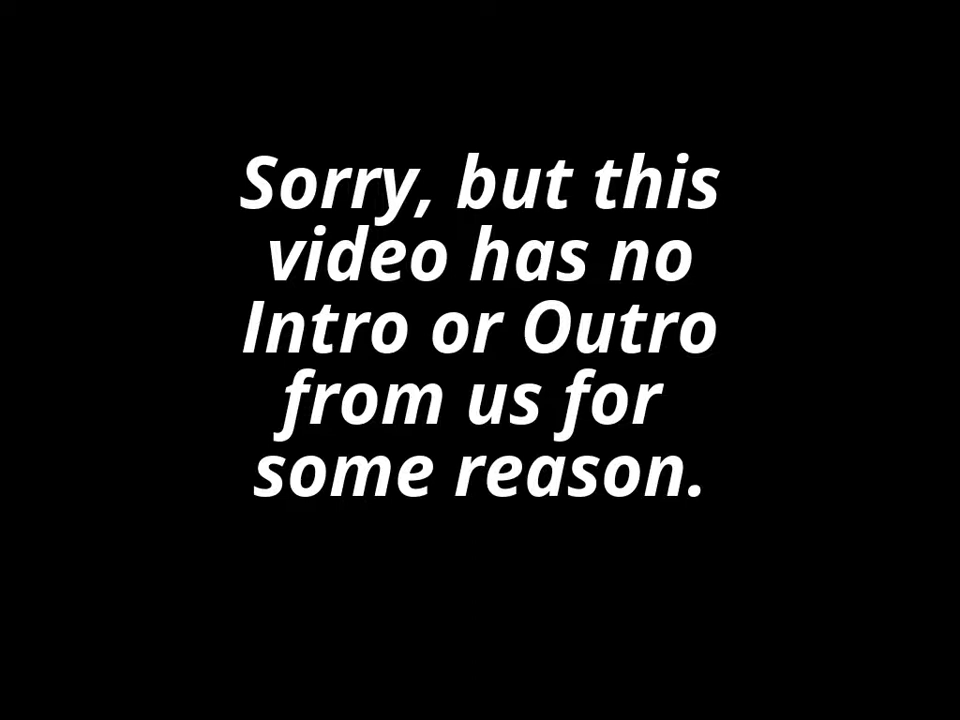 Sorry, but this
video has no
Intro or Outro
from us for
some reason.